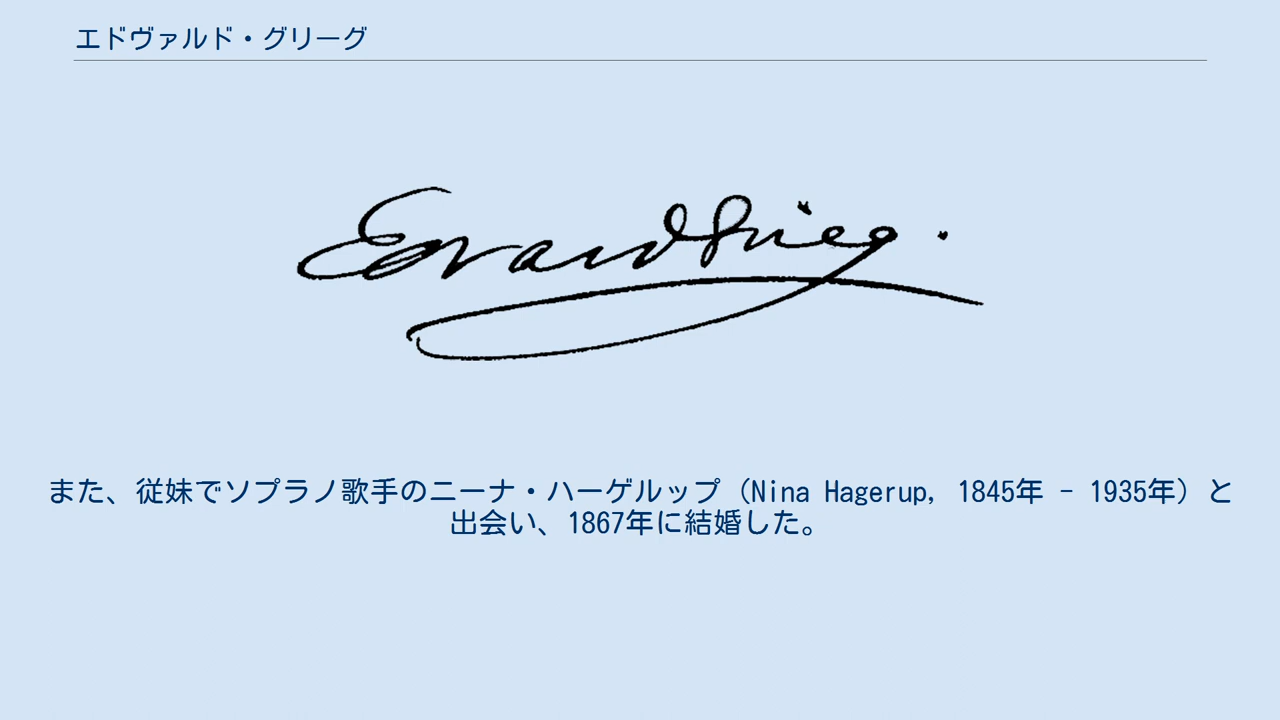 エドヴァルド・グリーグ
Edvard Grieg.
また、従妹でソプラノ歌手のニーナ・ハーゲルップ（Nina Hagerup, 1845年 - 1935年）と
出会い、1867年に結婚した。